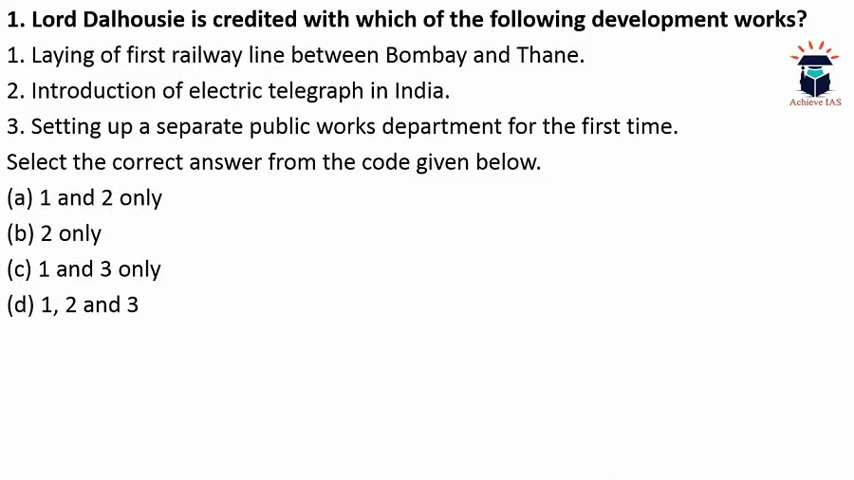 1. Lord Dalhousie is credited with which of the following development works?
1. Laying of first railway line between Bombay and Thane.
2. Introduction of electric telegraph in India.
3. Setting up a separate public works department for the first time.
Select the correct answer from the code given below.
(a) 1 and 2 only
(b) 2 only
(c) 1 and 3 only
(d) 1, 2 and 3
Achieve IAS